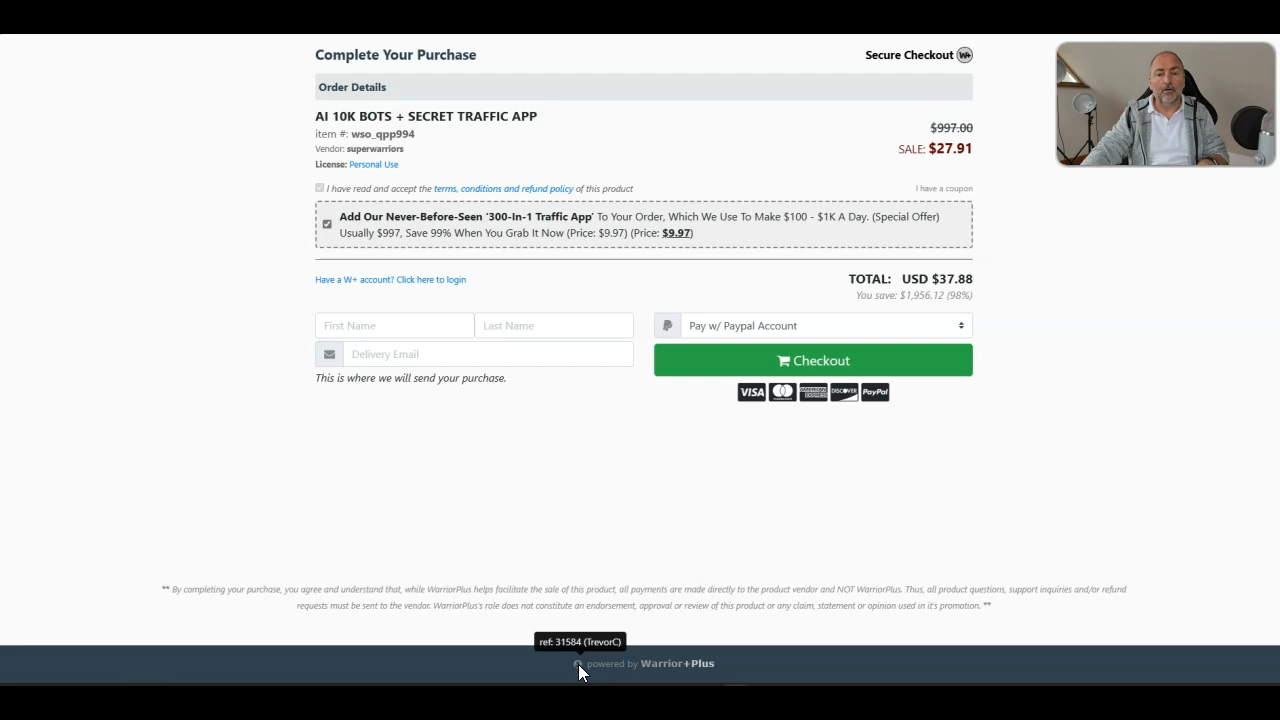 Complete Your Purchase
Secure Checkout W+
Order Details
AI 10K BOTS + SECRET TRAFFIC APP
item #: wso_qpp994
Vendor: superwarriors
License: Personal Use
$997.00
SALE: $27.91
I have read and accept the terms, conditions and refund policy of this product
I have a coupon
Add Our Never-Before-Seen '300-In-1 Traffic App' To Your Order, Which We Use To Make $100 - $1K A Day. (Special Offer)
Usually $997, Save 99% When You Grab It Now (Price: $9.97) (Price: $9.97)
Have a W+ account? Click here to login
TOTAL: USD $37.88
You save: $1,956.12 (98%)
First Name
Last Name
Pay w/ Paypal Account
Delivery Email
Checkout
This is where we will send your purchase.
VISA MasterCard AMERICAN EXPRESS DISCOVER PayPal
** By completing your purchase, you agree and understand that, while WarriorPlus helps facilitate the sale of this product, all payments are made directly to the product vendor and NOT WarriorPlus. Thus, all product questions, support inquiries and/or refund
requests must be sent to the vendor. WarriorPlus's role does not constitute an endorsement, approval or review of this product or any claim, statement or opinion used in it's promotion. **
ref: 31584 (TrevorC)
powered by Warrior+Plus